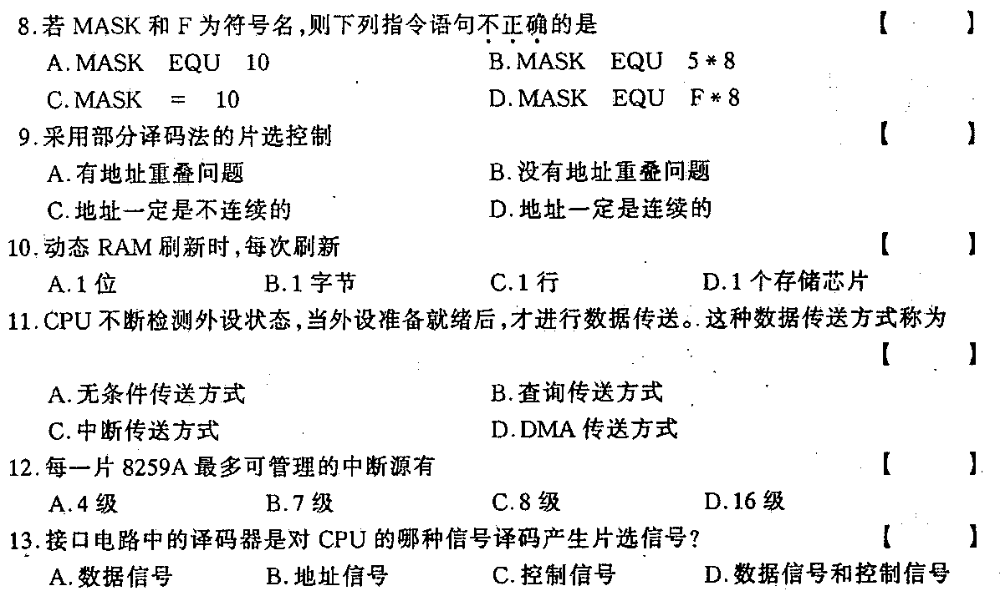 8.若 MASK 和 F 为符号名,则下列指令语句不正确的是 【 】
A.MASK EQU 10 B.MASK EQU 5*8
C.MASK = 10 D.MASK EQU F*8
9.采用部分译码法的片选控制 【 】
A.有地址重叠问题 B.没有地址重叠问题
C.地址一定是不连续的 D.地址一定是连续的
10.动态 RAM 刷新时,每次刷新 【 】
A.1 位 B.1 字节 C.1 行 D.1 个存储芯片
11.CPU 不断检测外设状态,当外设准备就绪后,才进行数据传送。这种数据传送方式称为
【 】
A.无条件传送方式 B.查询传送方式
C.中断传送方式 D.DMA 传送方式
12.每一片 8259A 最多可管理的中断源有 【 】
A.4 级 B.7 级 C.8 级 D.16 级
13.接口电路中的译码器是对 CPU 的哪种信号译码产生片选信号? 【 】
A.数据信号 B.地址信号 C.控制信号 D.数据信号和控制信号